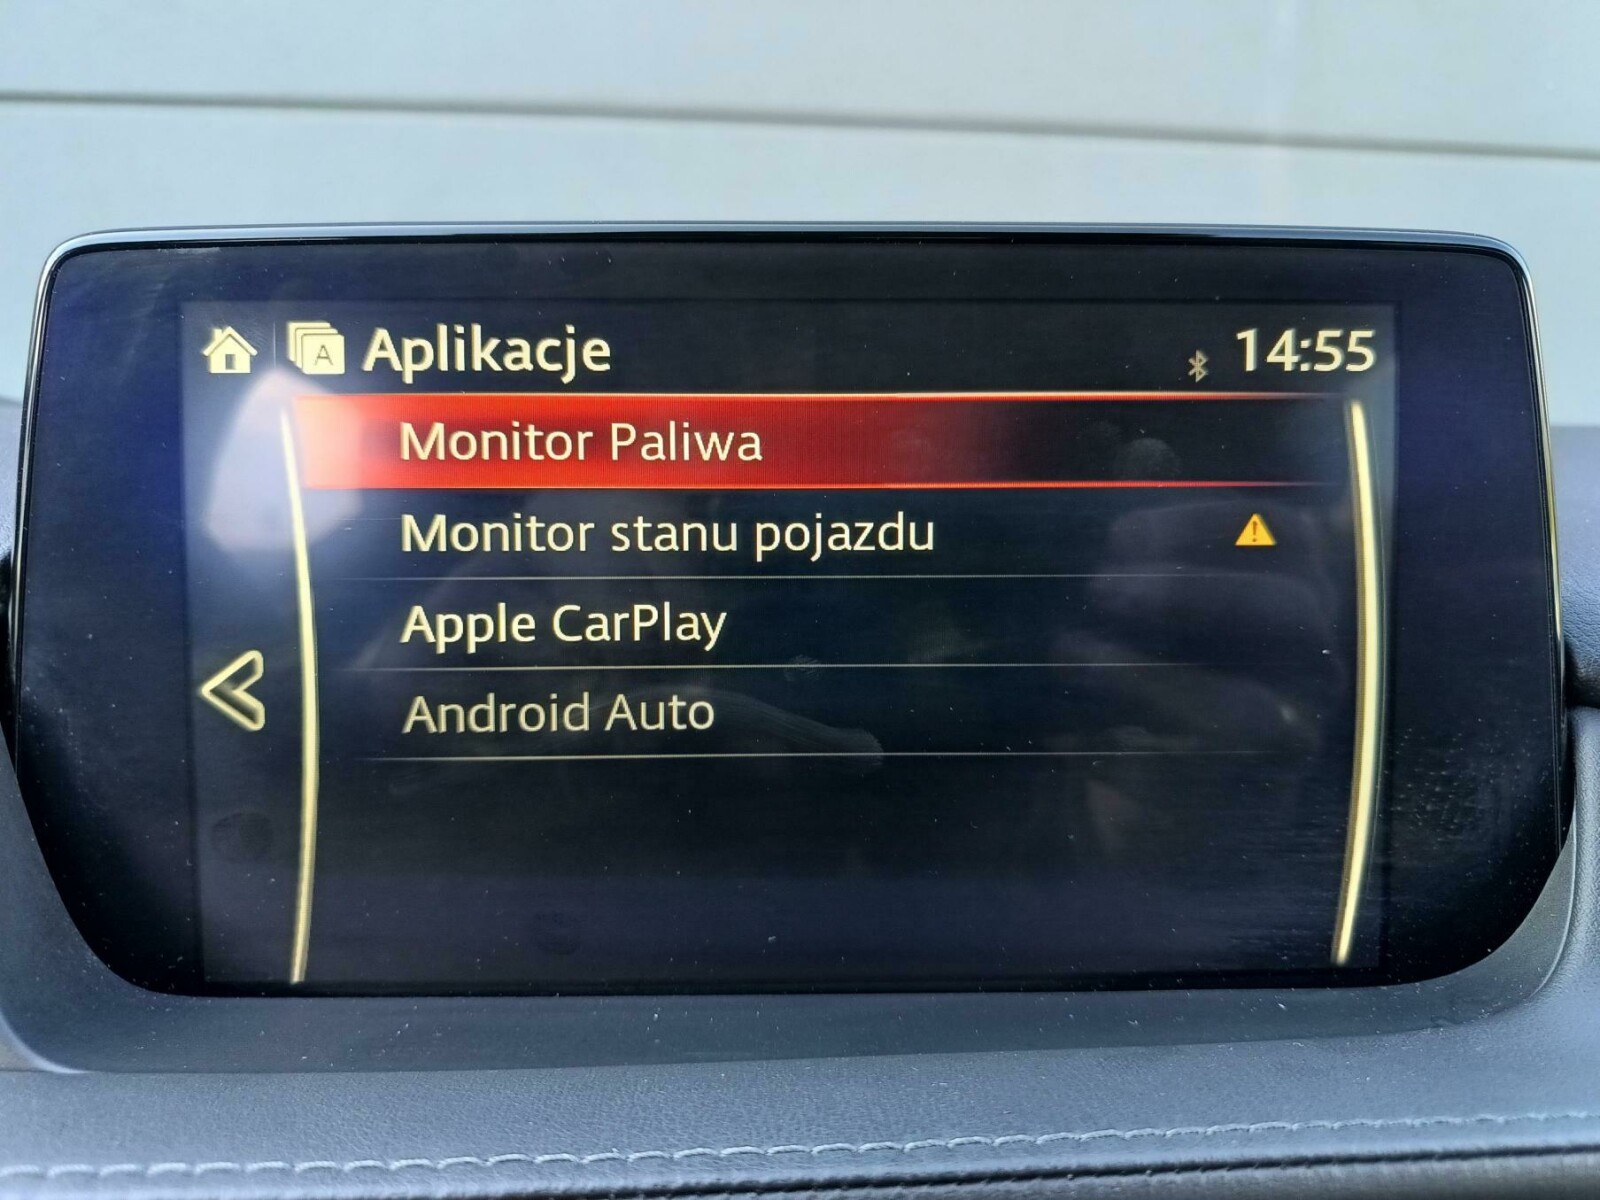 Aplikacje 14:55
Monitor Paliwa
Monitor stanu pojazdu
Apple CarPlay
Android Auto